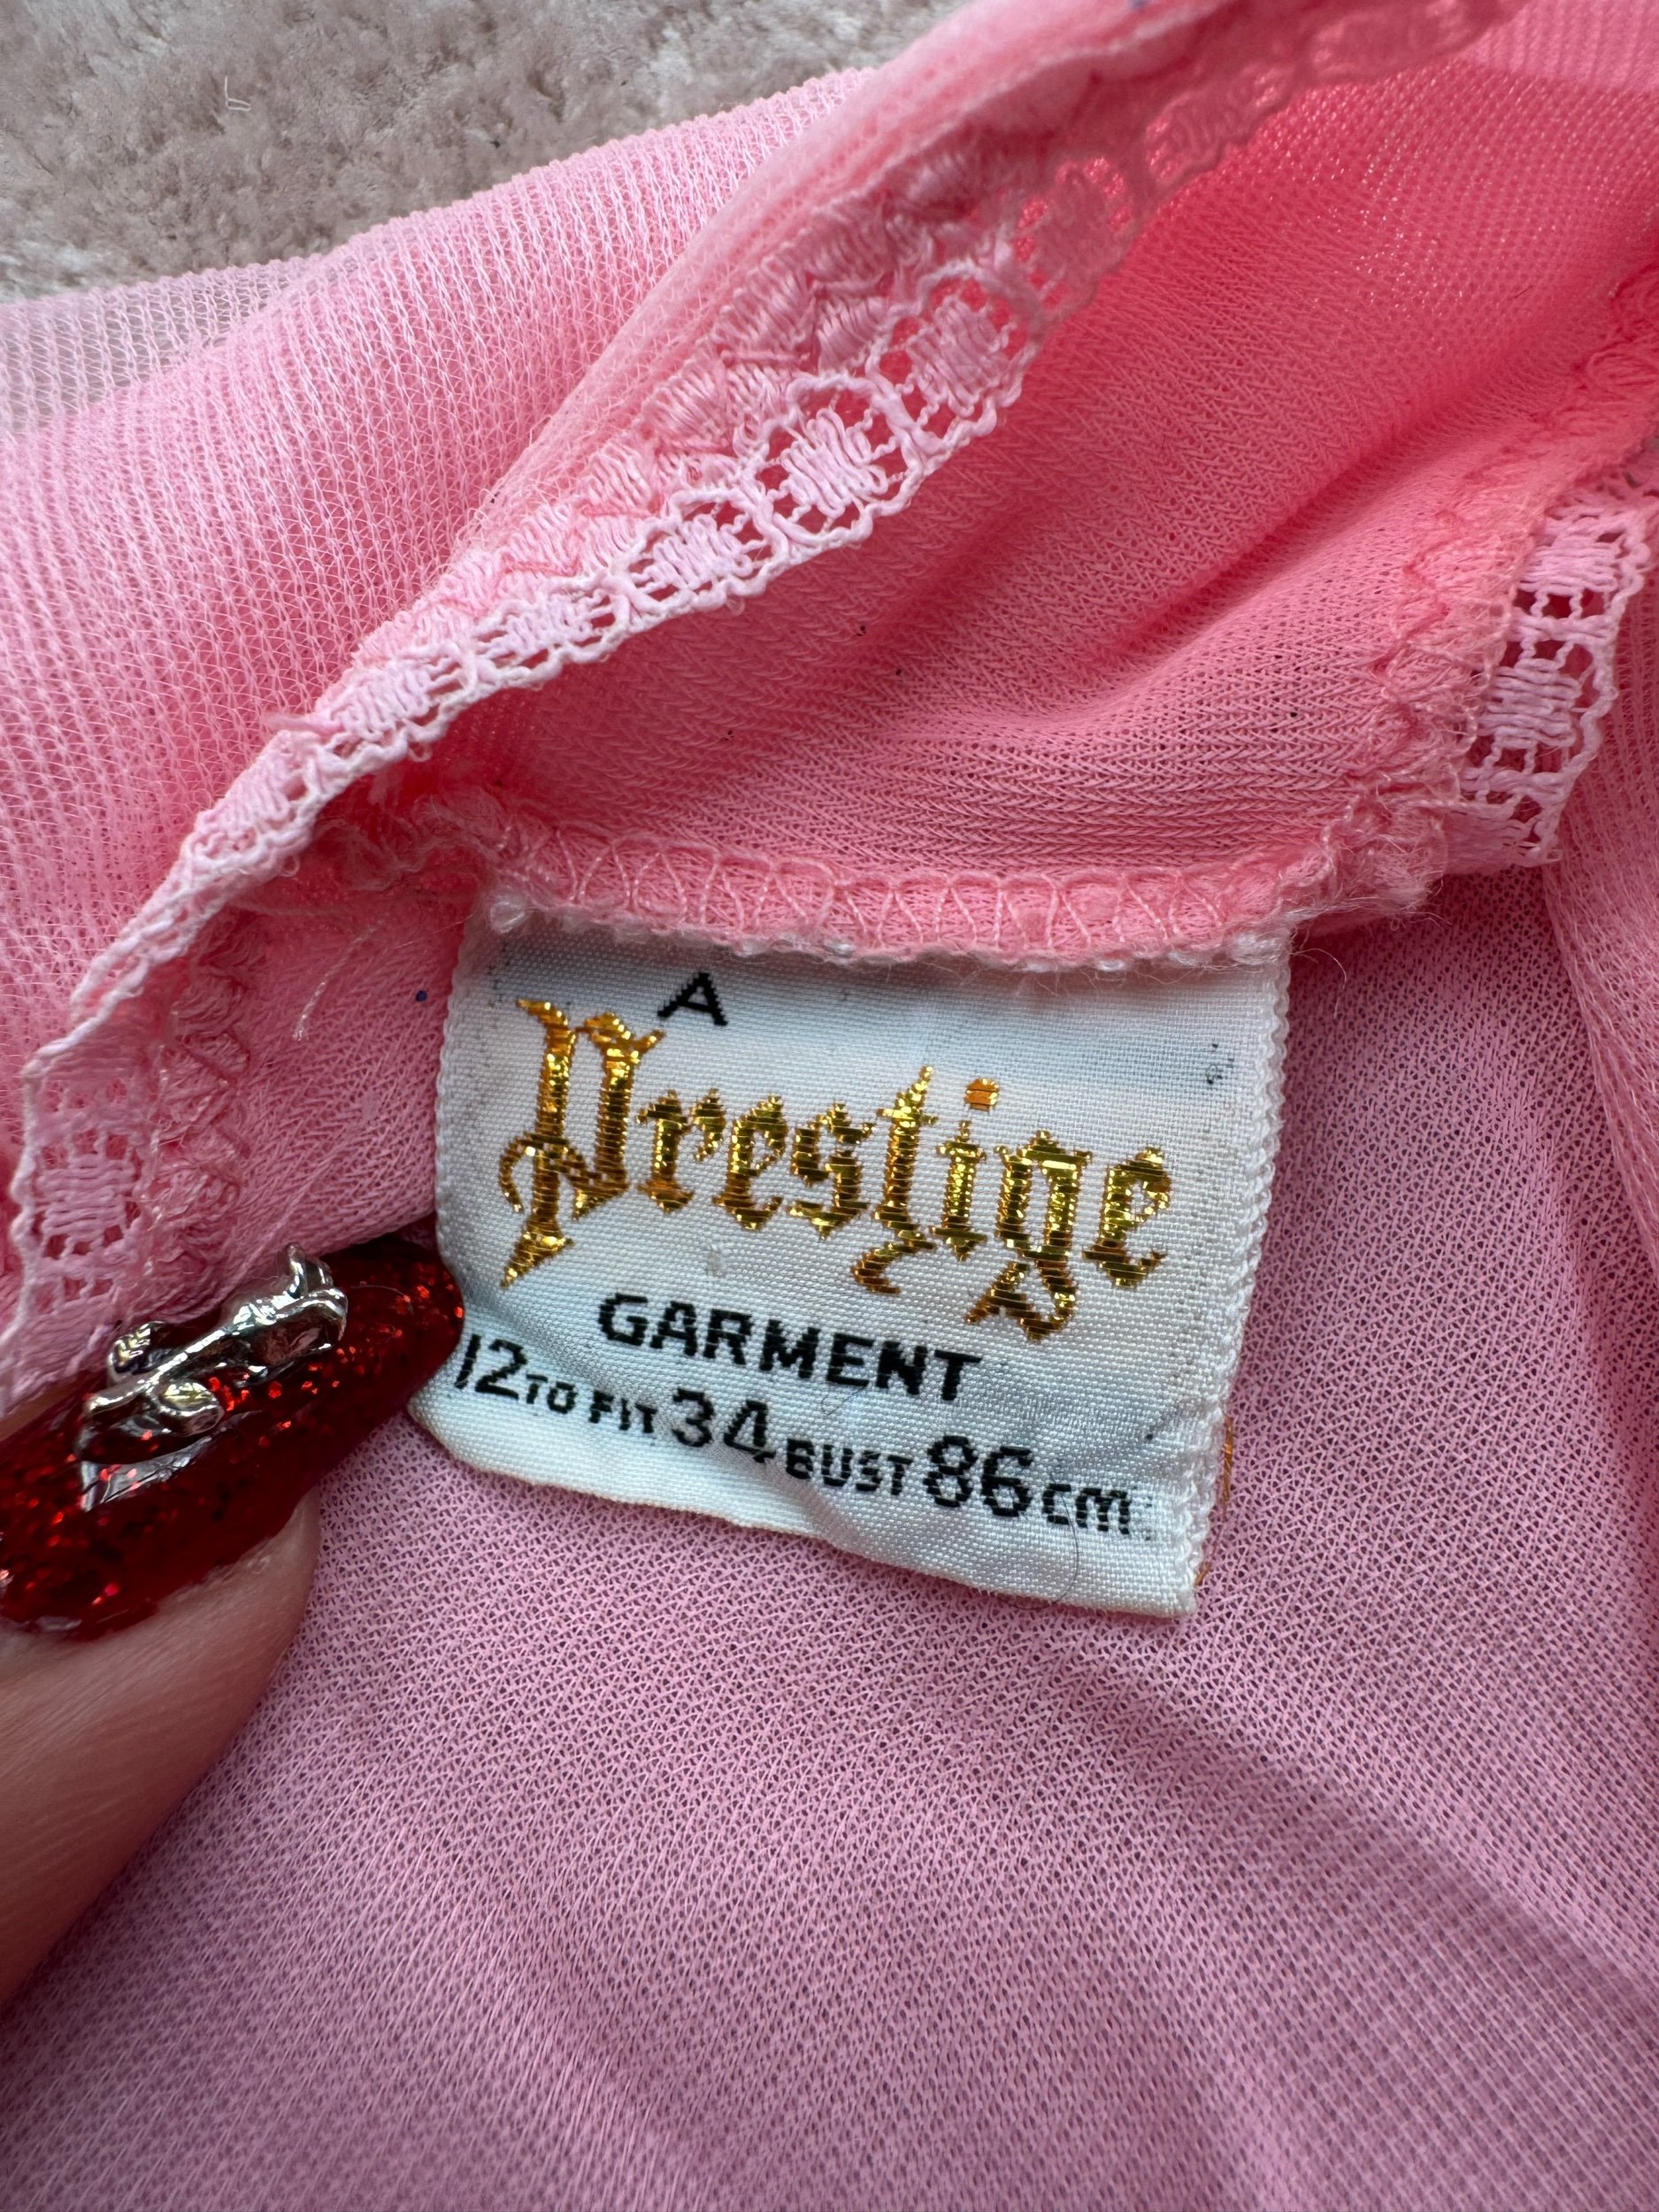 A
Prestige
GARMENT
12 TO FIT 34 BUST 86 cm